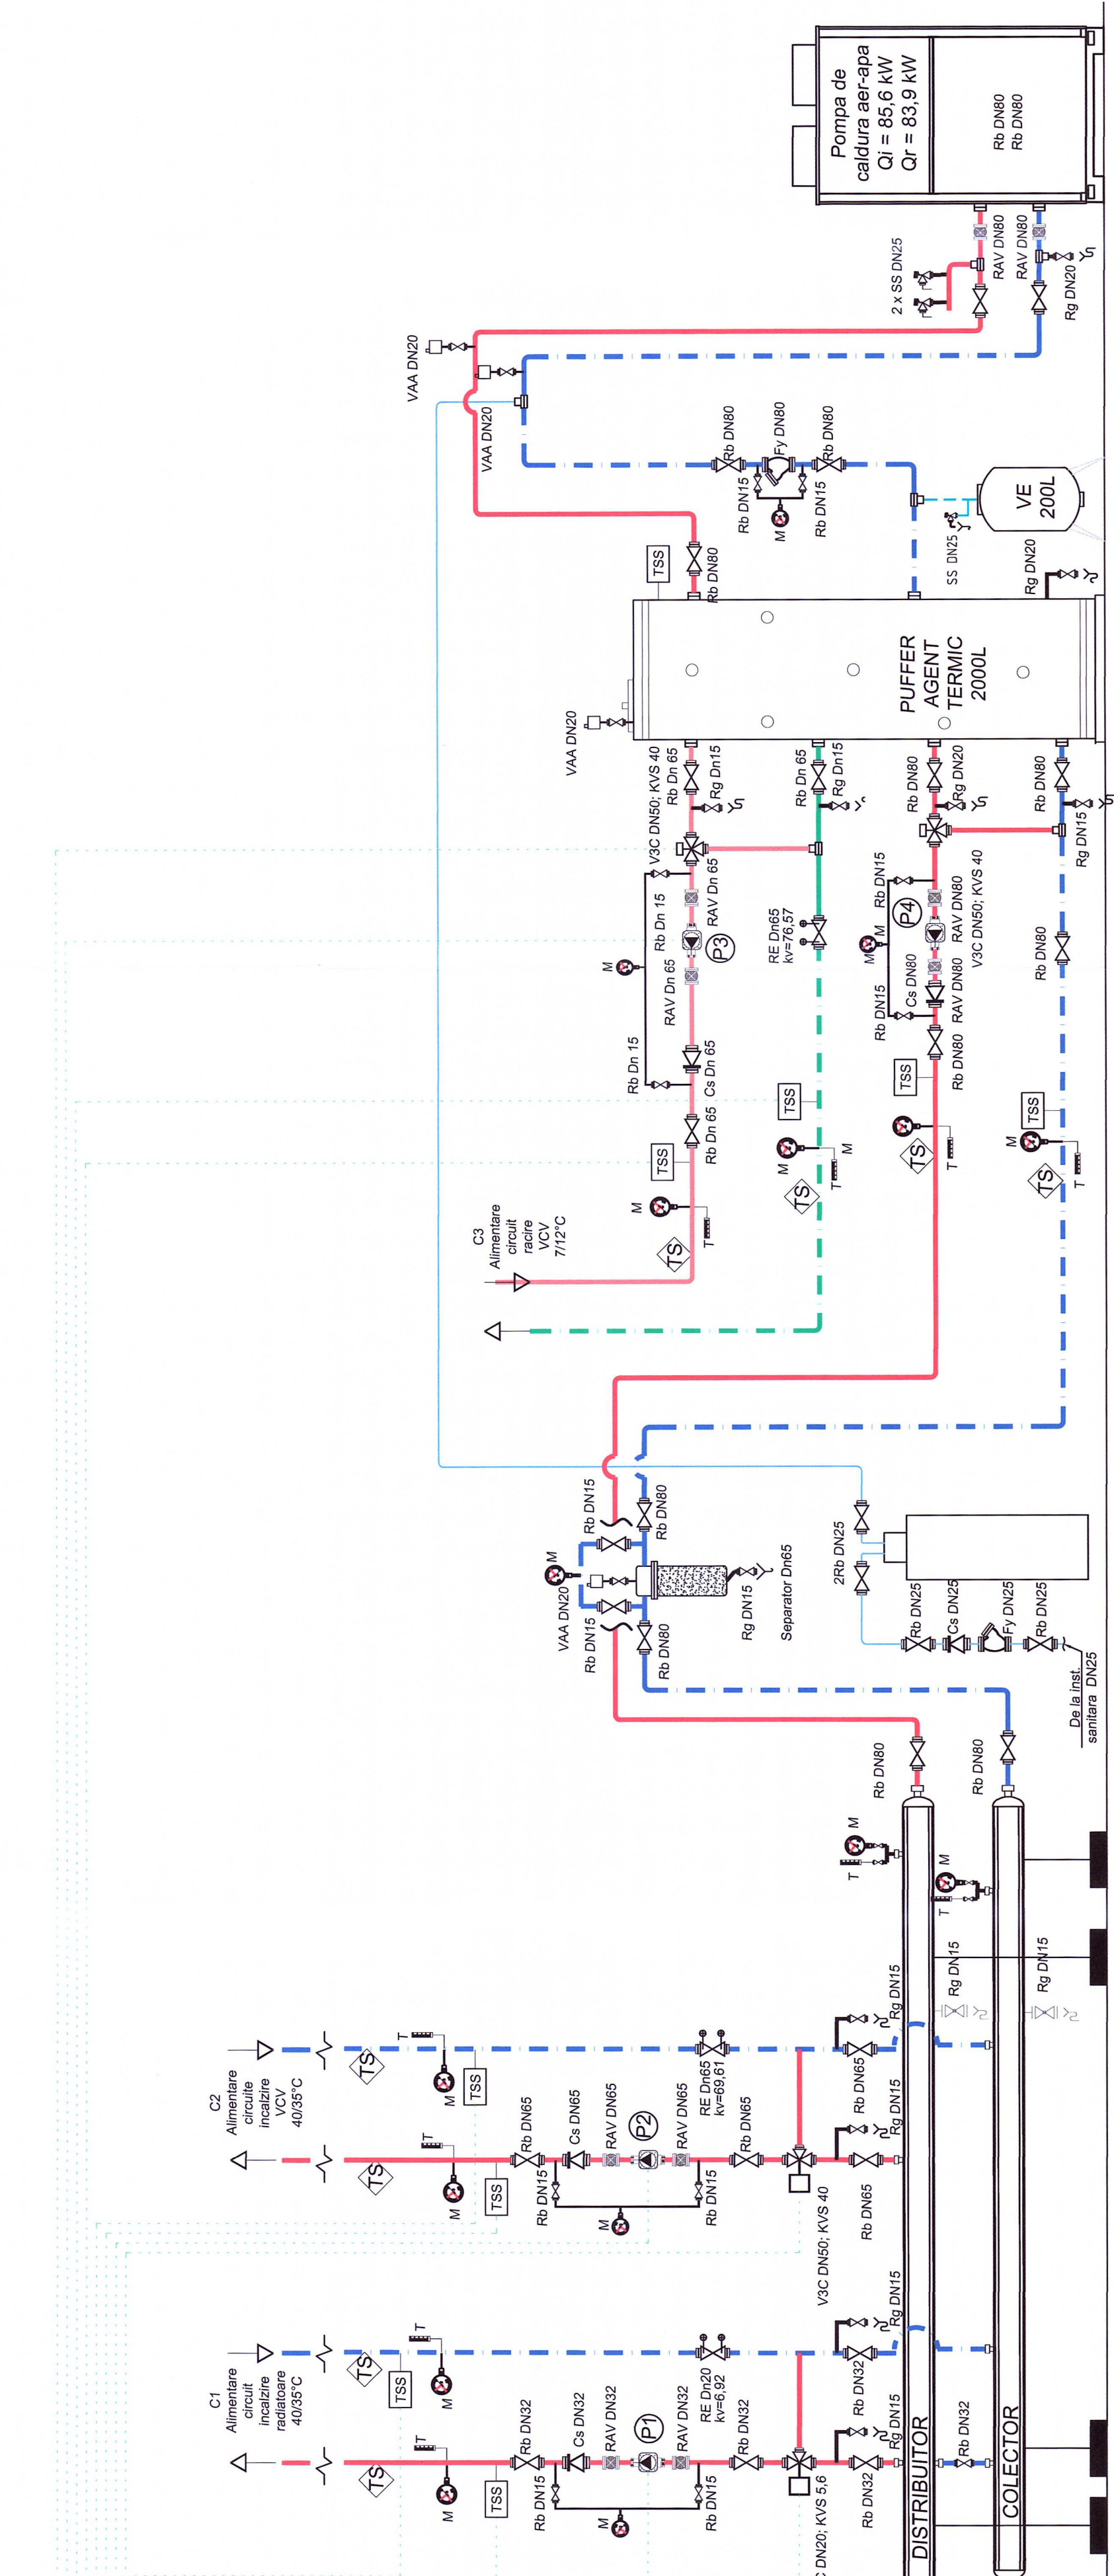 Pompa de
caldura aer-apa
Qi = 85,6 kW
Qr = 83,9 kW
Rb DN80
Rb DN80
RAV DN80
RAV DN80
2 x SS DN25
Rg DN20
VAA DN20
VAA DN20
Rb DN80
Fy DN80
Rb DN80
Rb DN15
M
Rb DN15
VE
200L
SS DN25
Rg DN20
TSS
Rb DN80
PUFFER
AGENT
TERMIC
2000L
VAA DN20
V3C DN50; KVS 40
Rb Dn 65
Rg Dn15
Rb Dn 65
Rg Dn15
Rb DN80
Rg DN20
Rb DN80
Rg DN15
RAV Dn 65
Rb Dn 15
P3
M
RAV Dn 65
Rb Dn 15
Cs Dn 65
Rb Dn 65
TSS
M
T
TS
C3
Alimentare
circuit
racire
VCV
7/12°C
RE Dn65
kv=76,57
TSS
M
M
T
TS
Rb DN15
P4
M
M
RAV DN80
V3C DN50; KVS 40
Cs DN80
Rb DN15
RAV DN80
Rb DN80
TSS
TS
T
Rb DN80
TSS
M
TS
T
Rb DN15
Rb DN80
M
VAA DN20
Rb DN15
Rb DN80
Rg DN15
Separator Dn65
2Rb DN25
Rb DN25
Cs DN25
Fy DN25
Rb DN25
De la inst.
sanitara DN25
Rb DN80
Rb DN80
T
M
T
M
Rg DN15
Rg DN15
C2
Alimentare
circuite
incalzire
VCV
40/35°C
TS
T
M
TSS
RE Dn65
kv=69,61
Rg DN15
Rb DN65
TS
T
M
TSS
Rb DN65
Cs DN65
RAV DN65
P2
RAV DN65
Rb DN65
Rb DN15
M
Rb DN15
V3C DN50; KVS 40
Rg DN15
Rb DN65
C1
Alimentare
circuit
incalzire
radiatoare
40/35°C
TS
T
TSS
M
RE Dn20
kv=6,92
Rg DN15
Rb DN32
TS
T
M
TSS
Rb DN32
Cs DN32
RAV DN32
P1
RAV DN32
Rb DN32
Rb DN15
M
Rb DN15
DN20; KVS 5,6
Rg DN15
Rb DN32
Rb DN32
DISTRIBUITOR
COLECTOR